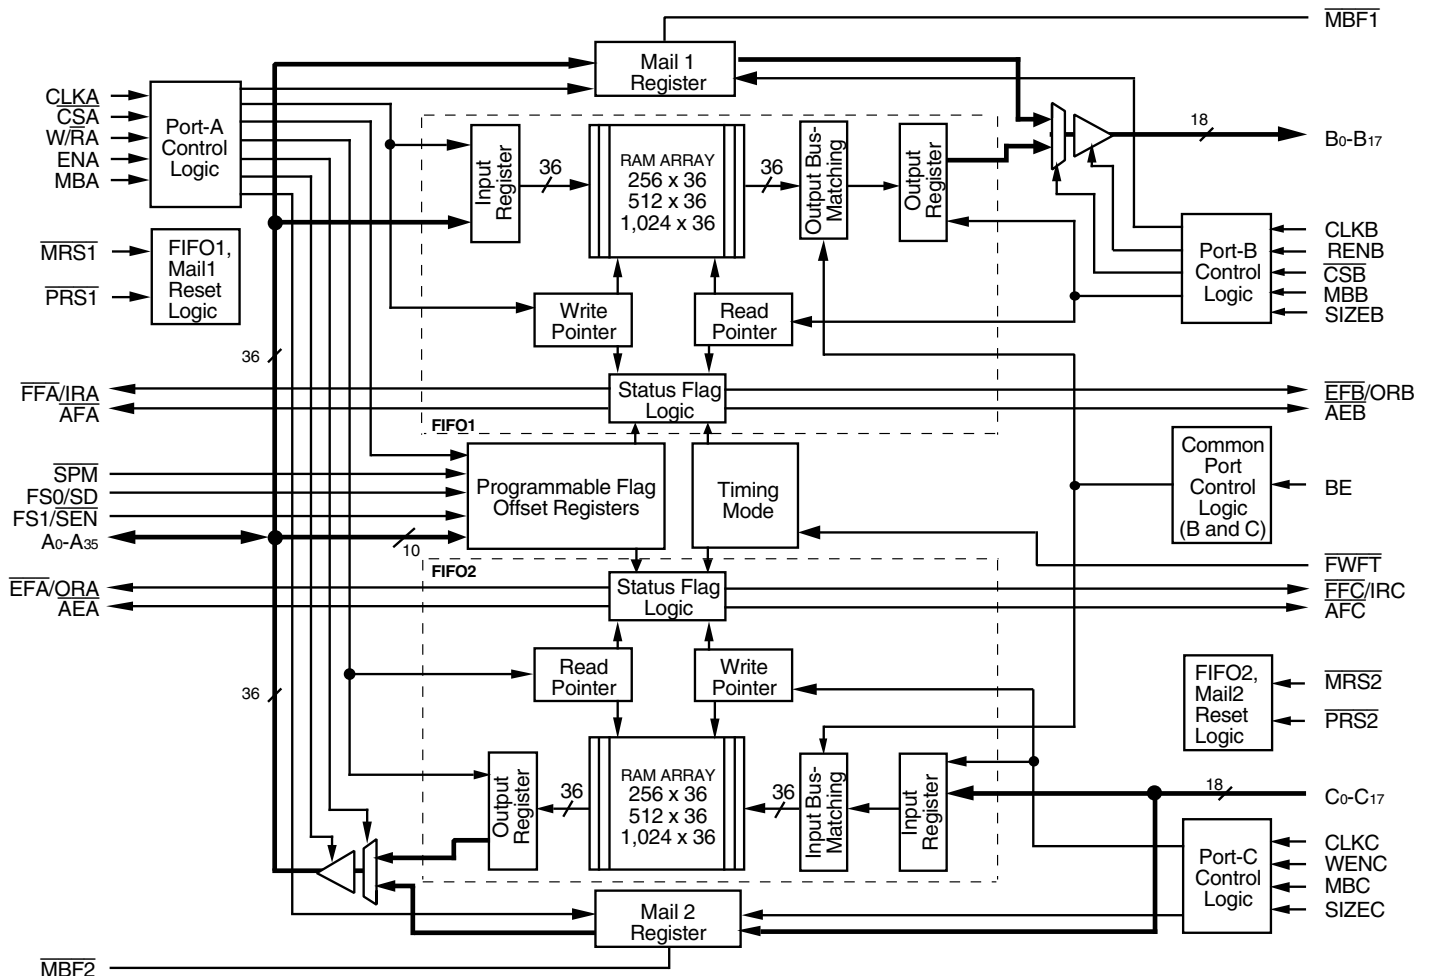 MBF1
Mail 1
Register
CLKA
CSA
W/RA
ENA
MBA
Port-A
Control
Logic
Input
Register
36
RAM ARRAY
256 x 36
512 x 36
1,024 x 36
36
Output Bus-
Matching
Output
Register
18
B0-B17
MRS1
PRS1
FIFO1,
Mail1
Reset
Logic
Port-B
Control
Logic
CLKB
RENB
CSB
MBB
SIZEB
Write
Pointer
Read
Pointer
36
FFA/IRA
AFA
Status Flag
Logic
EFB/ORB
AEB
FIFO1
SPM
FS0/SD
FS1/SEN
A0-A35
Programmable Flag
Offset Registers
Timing
Mode
Common
Port
Control
Logic
(B and C)
BE
10
FIFO2
FWFT
EFA/ORA
AEA
Status Flag
Logic
FFC/IRC
AFC
Read
Pointer
Write
Pointer
36
FIFO2,
Mail2
Reset
Logic
MRS2
PRS2
Output
Register
36
RAM ARRAY
256 x 36
512 x 36
1,024 x 36
36
Input Bus-
Matching
Input
Register
18
C0-C17
Port-C
Control
Logic
CLKC
WENC
MBC
SIZEC
Mail 2
Register
MBF2